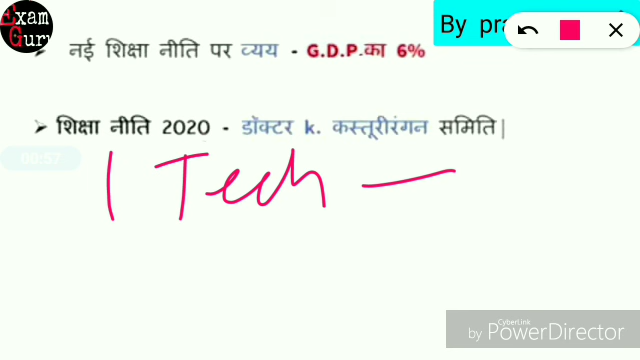 Exam Guru
By pra
➤ नई शिक्षा नीति पर व्यय - G.D.P.का 6%
➤ शिक्षा नीति 2020 - डॉक्टर k. कस्तूरीरंगन समिति|
00:57
1 Tech —
CyberLink
by PowerDirector